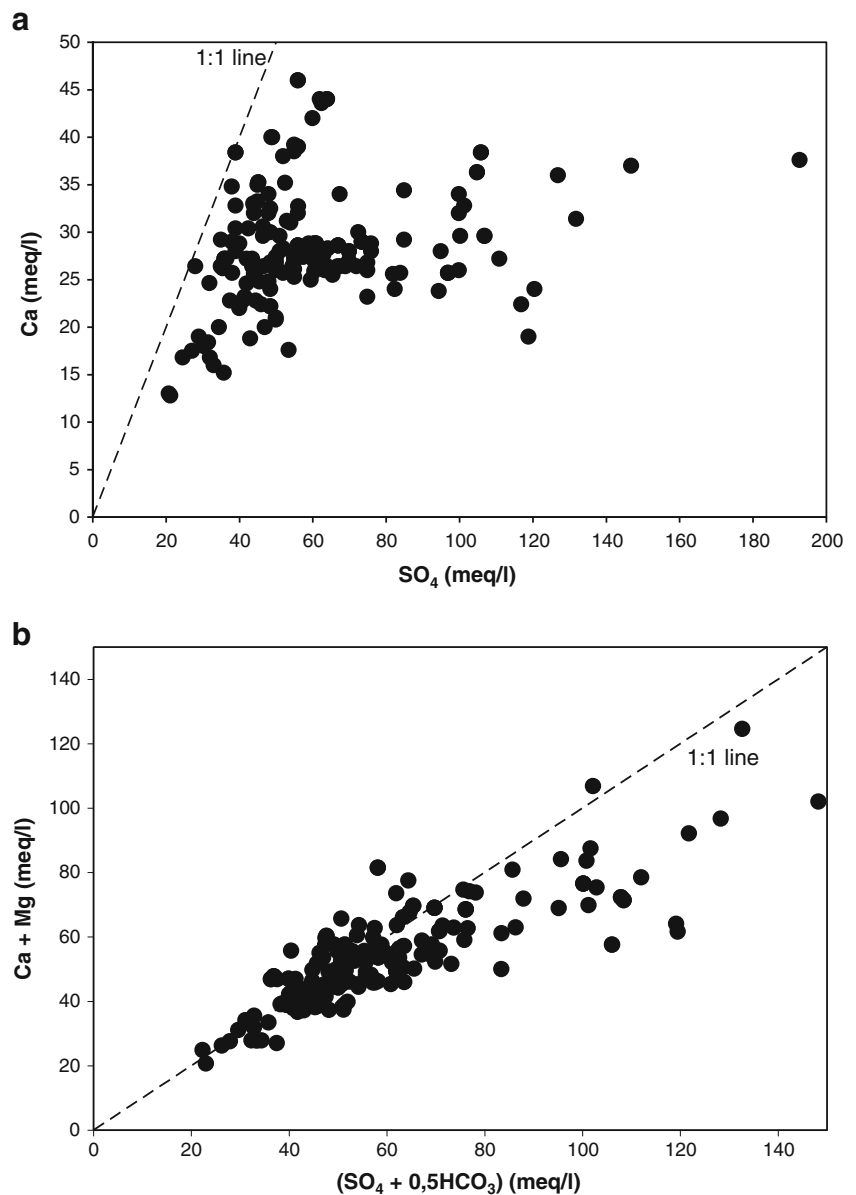 a
50
45
40
35
30
25
20
15
10
5
0
Ca (meq/l)
1:1 line
0 20 40 60 80 100 120 140 160 180 200
SO₄ (meq/l)
b
140
120
100
80
60
40
20
0
Ca + Mg (meq/l)
1:1 line
0 20 40 60 80 100 120 140
(SO₄ + 0,5HCO₃) (meq/l)